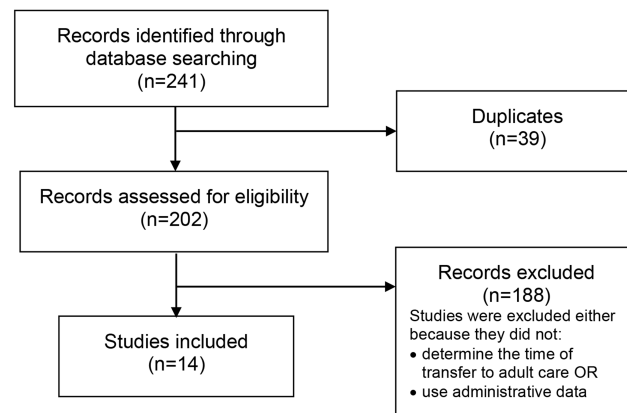 Records identified through
database searching
(n=241)
Duplicates
(n=39)
Records assessed for eligibility
(n=202)
Records excluded
(n=188)
Studies were excluded either
because they did not:
• determine the time of
transfer to adult care OR
• use administrative data
Studies included
(n=14)